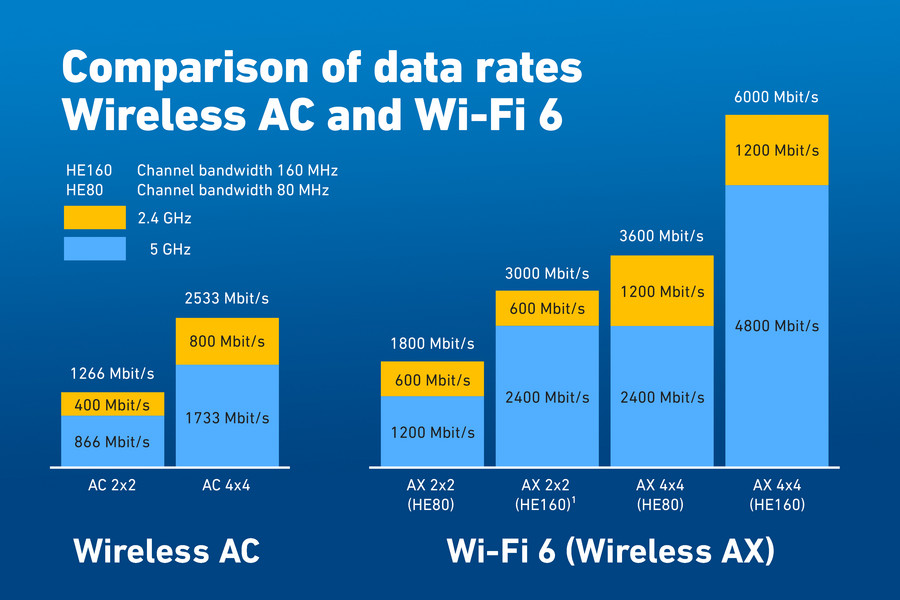 Comparison of data rates
Wireless AC and Wi-Fi 6
HE160 Channel bandwidth 160 MHz
HE80 Channel bandwidth 80 MHz
2.4 GHz
5 GHz
1266 Mbit/s
400 Mbit/s
866 Mbit/s
AC 2x2
2533 Mbit/s
800 Mbit/s
1733 Mbit/s
AC 4x4
Wireless AC
1800 Mbit/s
600 Mbit/s
1200 Mbit/s
AX 2x2
(HE80)
3000 Mbit/s
600 Mbit/s
2400 Mbit/s
AX 2x2
(HE160)¹
3600 Mbit/s
1200 Mbit/s
2400 Mbit/s
AX 4x4
(HE80)
6000 Mbit/s
1200 Mbit/s
4800 Mbit/s
AX 4x4
(HE160)
Wi-Fi 6 (Wireless AX)